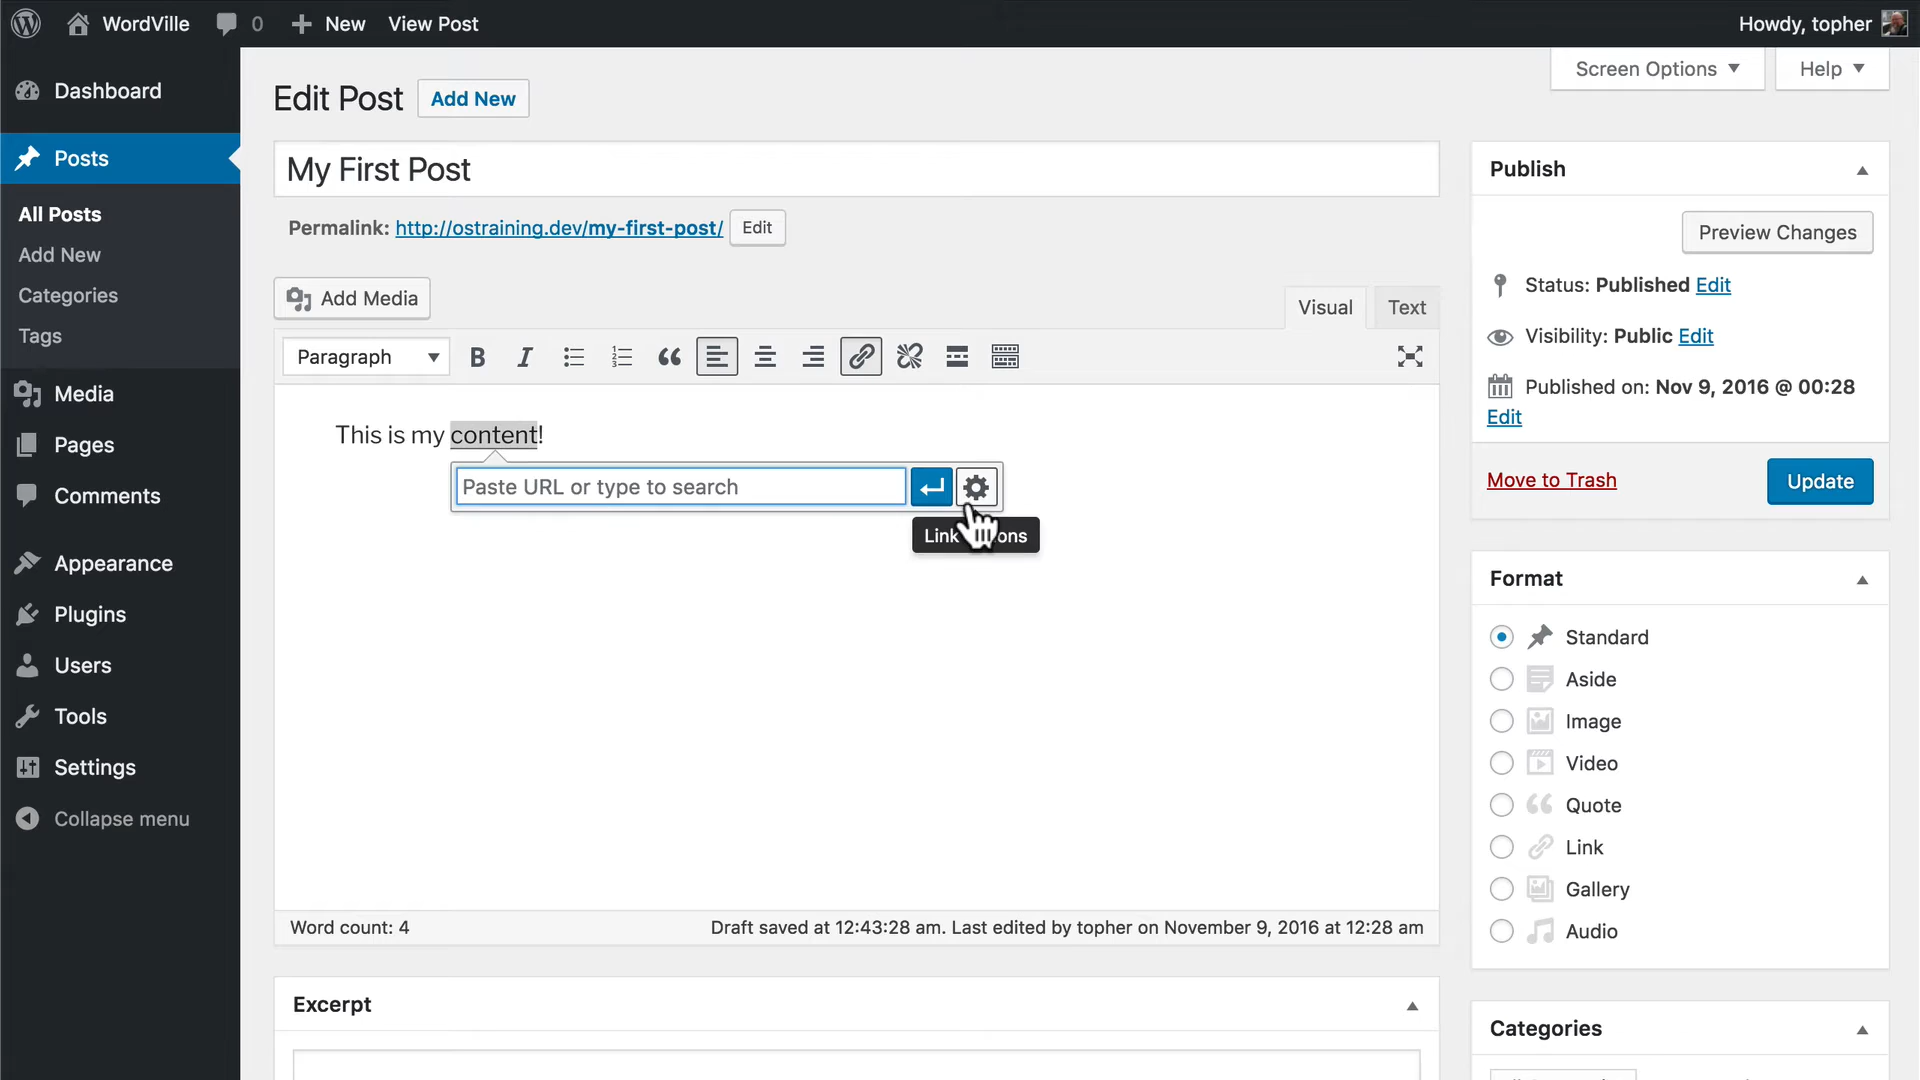 WordVille 0 New View Post Howdy, topher
Screen Options Help
Dashboard
Posts
All Posts
Add New
Categories
Tags
Media
Pages
Comments
Appearance
Plugins
Users
Tools
Settings
Collapse menu
Edit Post Add New
My First Post
Permalink: http://ostraining.dev/my-first-post/ Edit
Add Media
Visual Text
Paragraph
This is my content!
Paste URL or type to search
Link
Word count: 4 Draft saved at 12:43:28 am. Last edited by topher on November 9, 2016 at 12:28 am
Excerpt
Publish
Preview Changes
Status: Published Edit
Visibility: Public Edit
Published on: Nov 9, 2016 @ 00:28
Edit
Move to Trash Update
Format
Standard
Aside
Image
Video
Quote
Link
Gallery
Audio
Categories